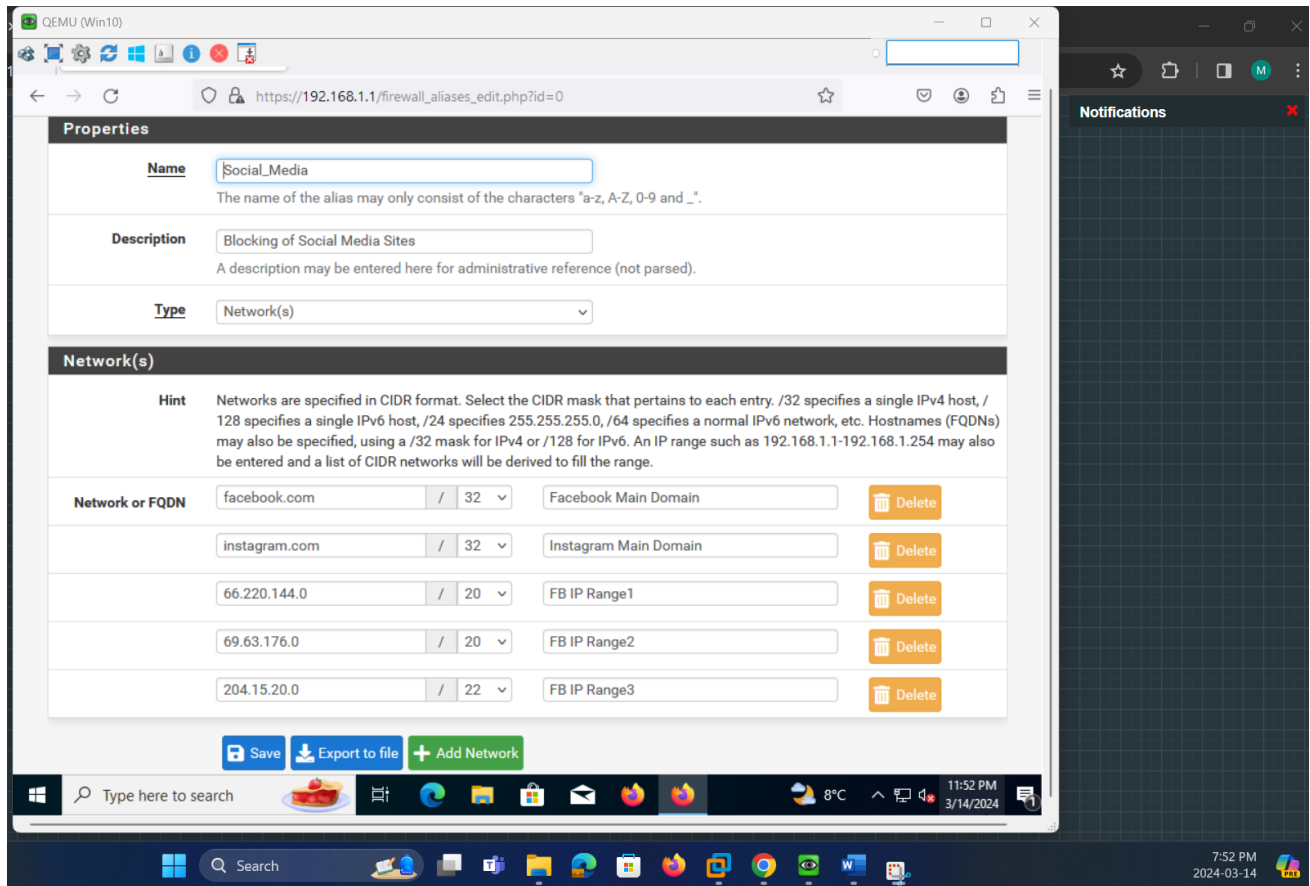 QEMU (Win10)
https://192.168.1.1/firewall_aliases_edit.php?id=0
M
Notifications
Properties
Name
Social_Media
The name of the alias may only consist of the characters "a-z, A-Z, 0-9 and _".
Description
Blocking of Social Media Sites
A description may be entered here for administrative reference (not parsed).
Type
Network(s)
Network(s)
Hint
Networks are specified in CIDR format. Select the CIDR mask that pertains to each entry. /32 specifies a single IPv4 host, /
128 specifies a single IPv6 host, /24 specifies 255.255.255.0, /64 specifies a normal IPv6 network, etc. Hostnames (FQDNs)
may also be specified, using a /32 mask for IPv4 or /128 for IPv6. An IP range such as 192.168.1.1-192.168.1.254 may also
be entered and a list of CIDR networks will be derived to fill the range.
Network or FQDN facebook.com / 32 Facebook Main Domain Delete
instagram.com / 32 Instagram Main Domain Delete
66.220.144.0 / 20 FB IP Range1 Delete
69.63.176.0 / 20 FB IP Range2 Delete
204.15.20.0 / 22 FB IP Range3 Delete
Save Export to file Add Network
Type here to search 8°C 11:52 PM
3/14/2024 1
Search 7:52 PM
2024-03-14 PRE